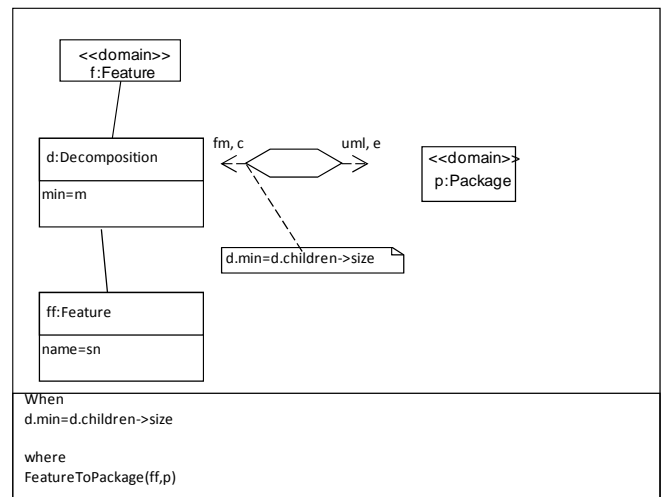 <<domain>>
f:Feature
d:Decomposition
min=m
fm, c
uml, e
<<domain>>
p:Package
d.min=d.children->size
ff:Feature
name=sn
When
d.min=d.children->size
where
FeatureToPackage(ff,p)